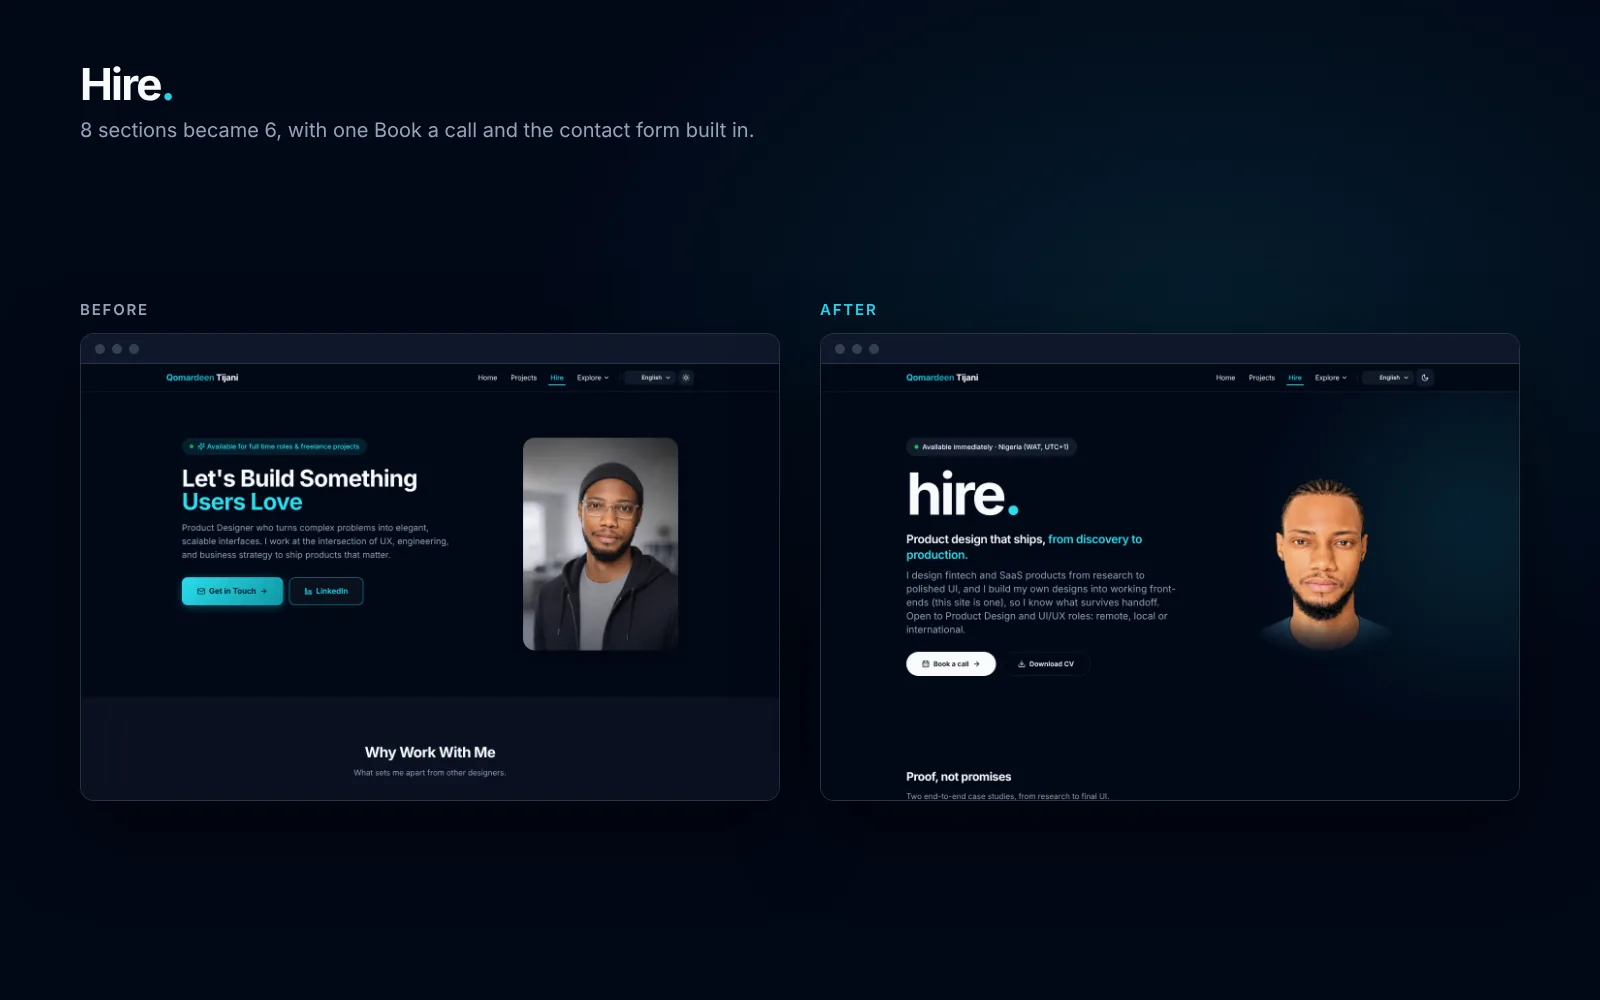 Hire.
8 sections became 6, with one Book a call and the contact form built in.
BEFORE
Qomardeen Tijani
Home Projects Hire Explore English
Available for full time roles & freelance projects
Let's Build Something
Users Love
Product Designer who turns complex problems into elegant,
scalable interfaces. I work at the intersection of UX, engineering,
and business strategy to ship products that matter.
Get in Touch → LinkedIn
Why Work With Me
What sets me apart from other designers.
AFTER
Qomardeen Tijani
Home Projects Hire Explore English
Available immediately · Nigeria (WAT, UTC+1)
hire.
Product design that ships, from discovery to
production.
I design fintech and SaaS products from research to
polished UI, and I build my own designs into working front-
ends (this site is one), so I know what survives handoff.
Open to Product Design and UI/UX roles: remote, local or
international.
Book a call → Download CV
Proof, not promises
Two end-to-end case studies, from research to final UI.